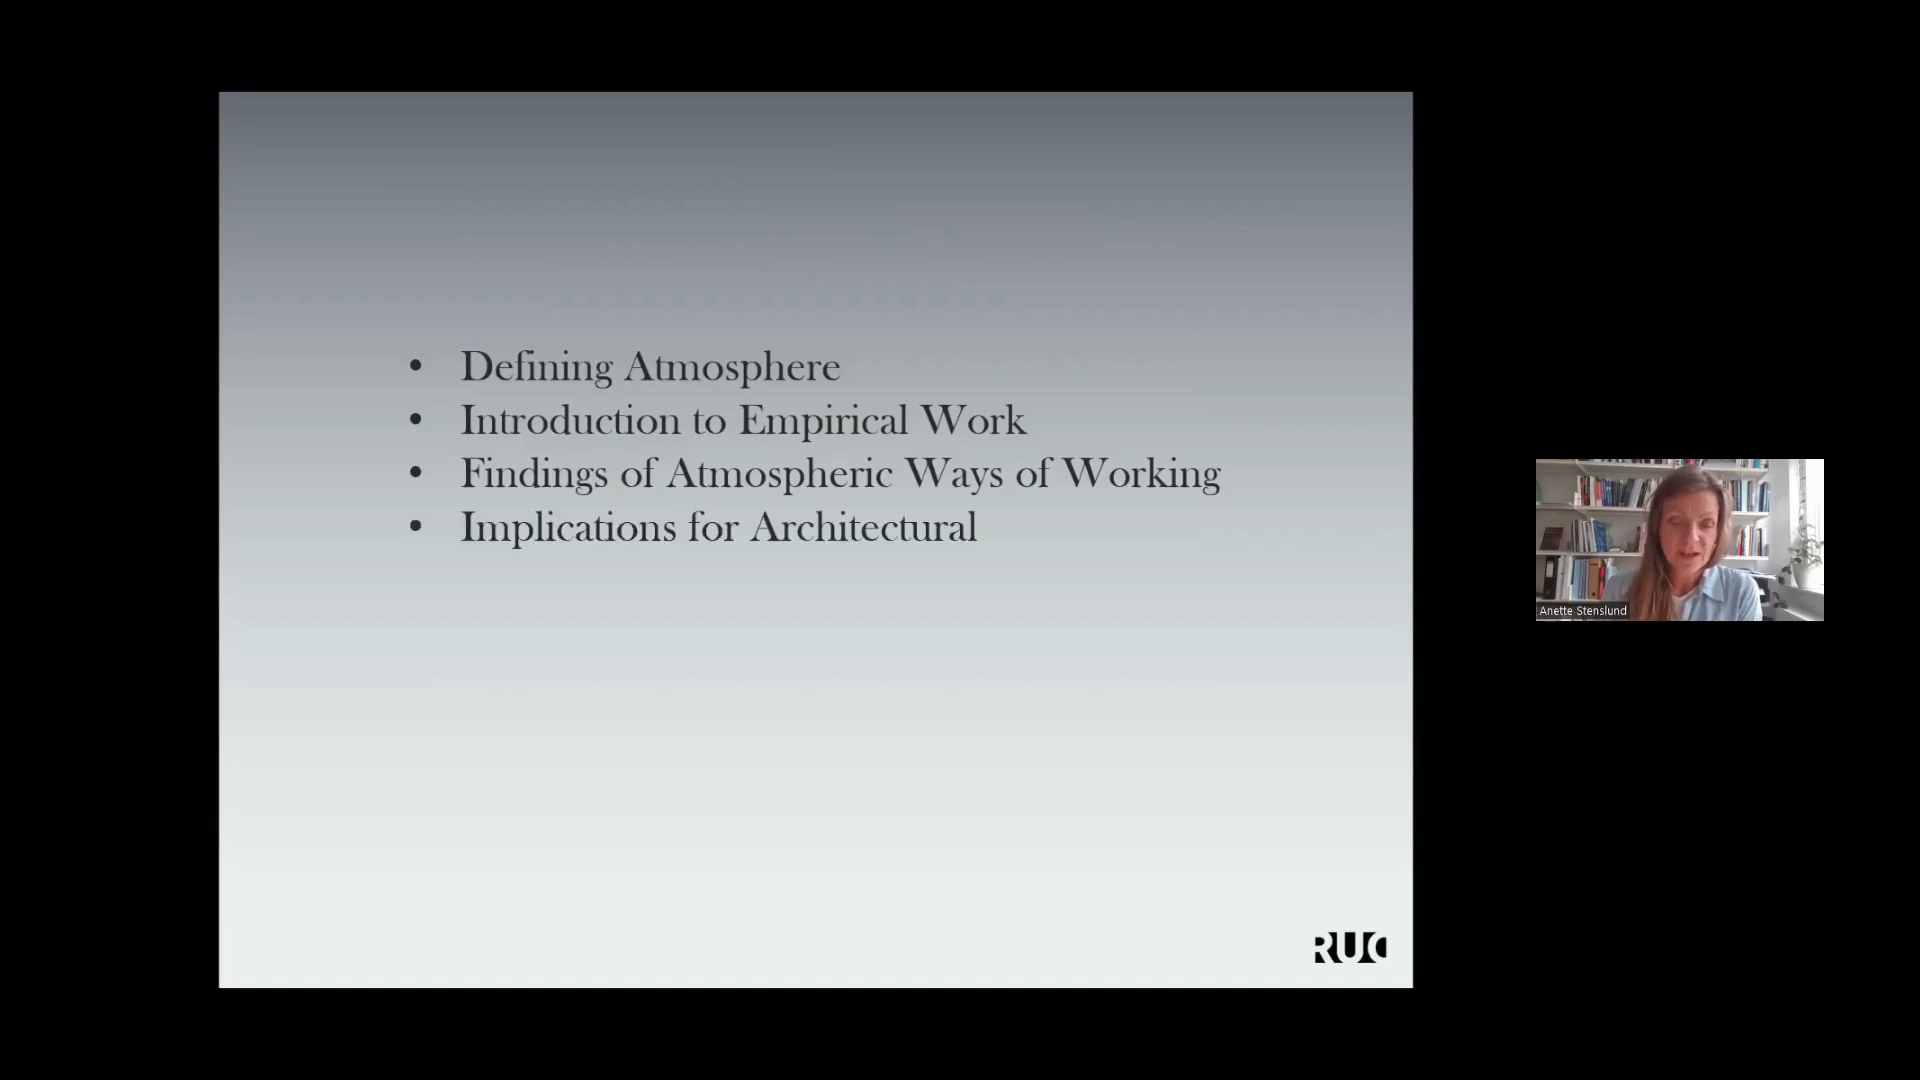 • Defining Atmosphere
• Introduction to Empirical Work
• Findings of Atmospheric Ways of Working
• Implications for Architectural
Anette Stenslund
RUC